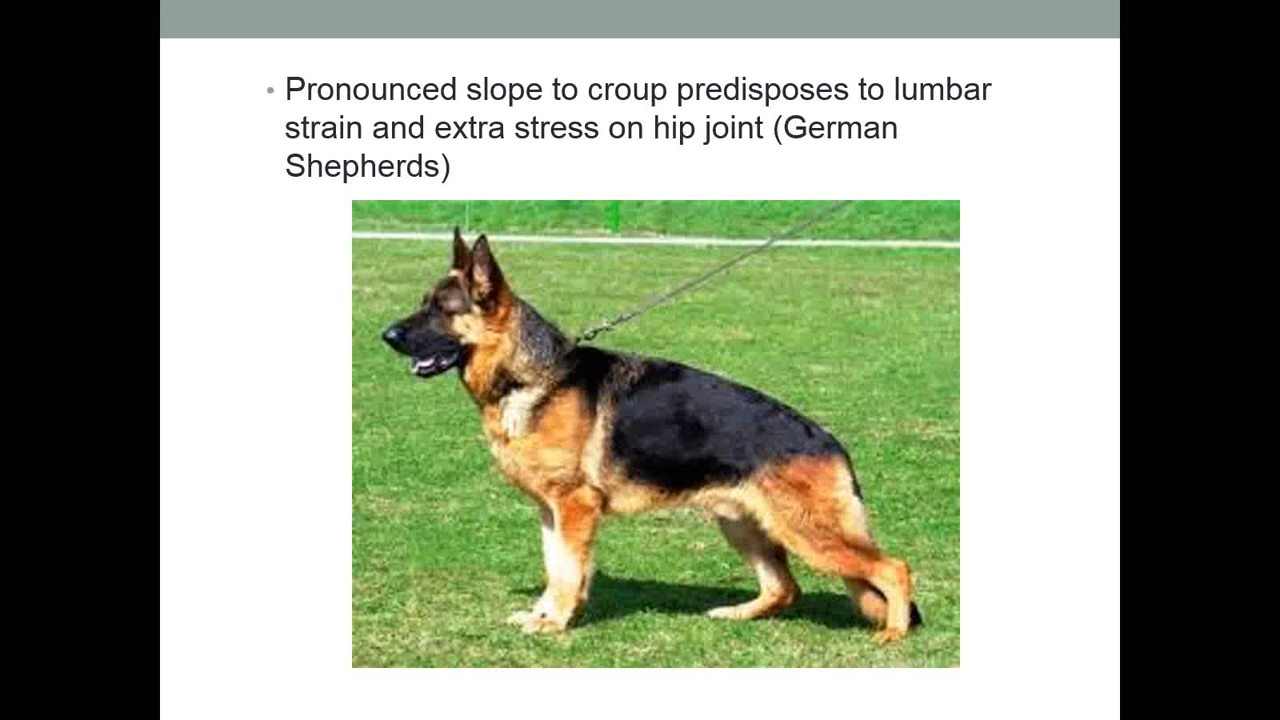 • Pronounced slope to croup predisposes to lumbar
strain and extra stress on hip joint (German
Shepherds)